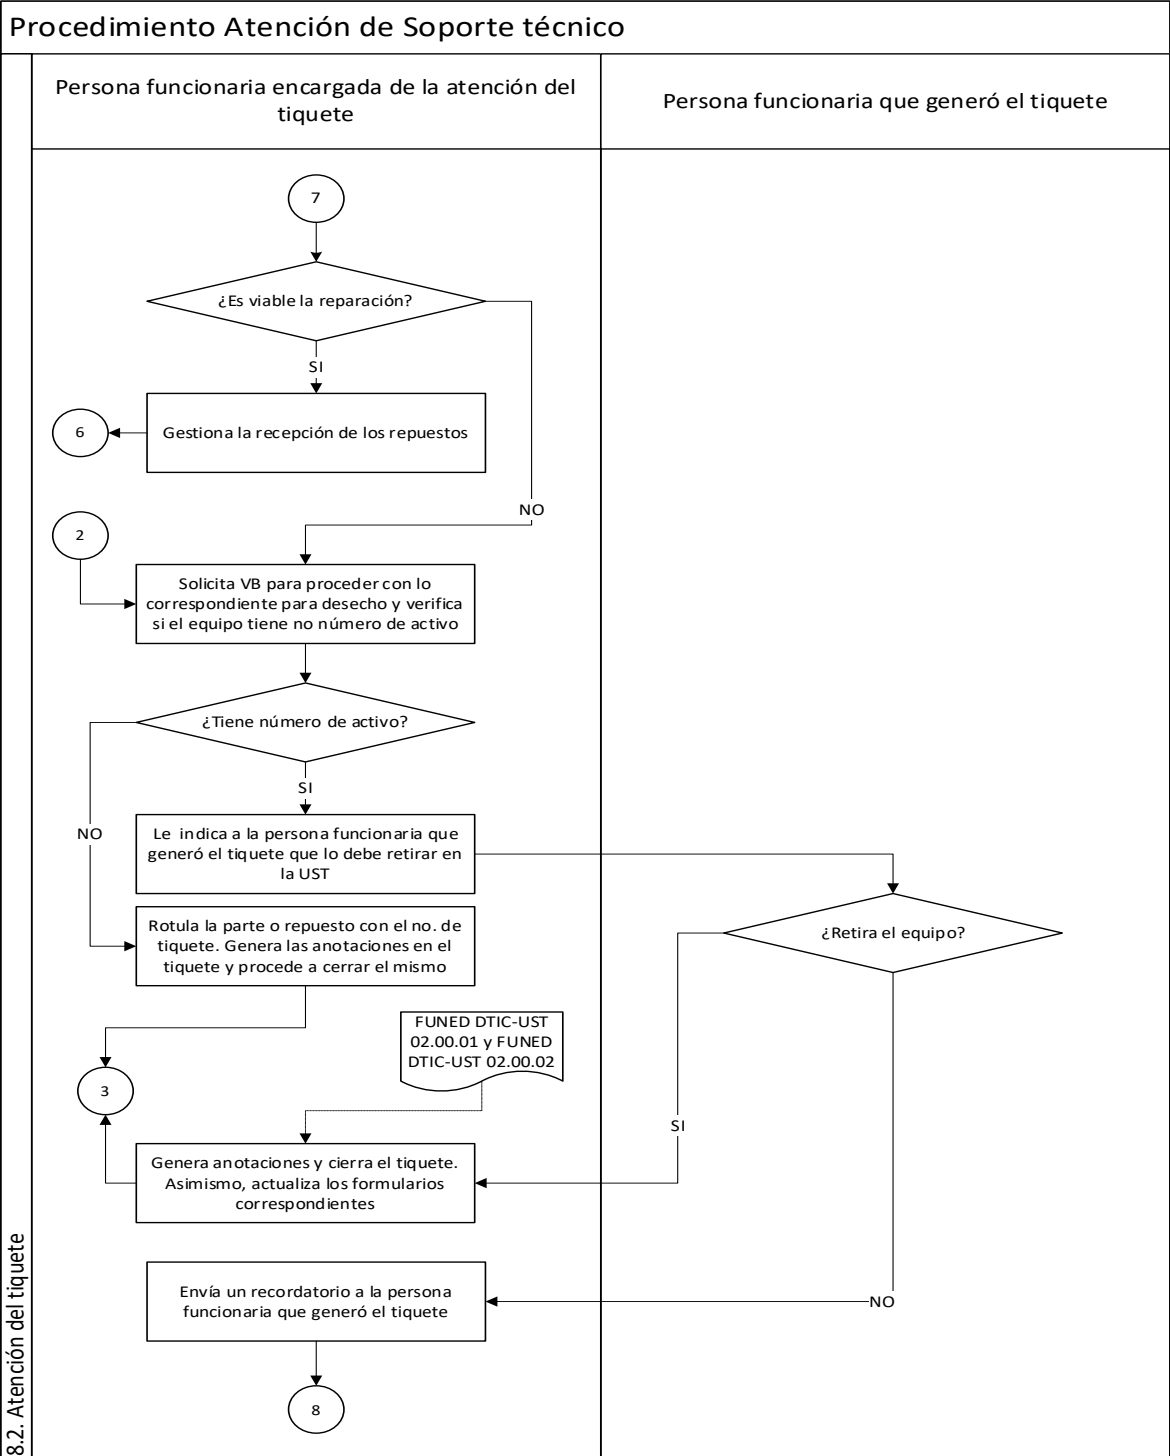 Procedimiento Atención de Soporte técnico
Persona funcionaria encargada de la atención del
tiquete
Persona funcionaria que generó el tiquete
7
¿Es viable la reparación?
SI
Gestiona la recepción de los repuestos
6
NO
2
Solicita VB para proceder con lo
correspondiente para desecho y verifica
si el equipo tiene no número de activo
¿Tiene número de activo?
SI
NO
Le indica a la persona funcionaria que
generó el tiquete que lo debe retirar en
la UST
Rotula la parte o repuesto con el no. de
tiquete. Genera las anotaciones en el
tiquete y procede a cerrar el mismo
¿Retira el equipo?
FUNED DTIC-UST
02.00.01 y FUNED
DTIC-UST 02.00.02
3
SI
Genera anotaciones y cierra el tiquete.
Asimismo, actualiza los formularios
correspondientes
Envía un recordatorio a la persona
funcionaria que generó el tiquete
NO
8
8.2. Atención del tiquete